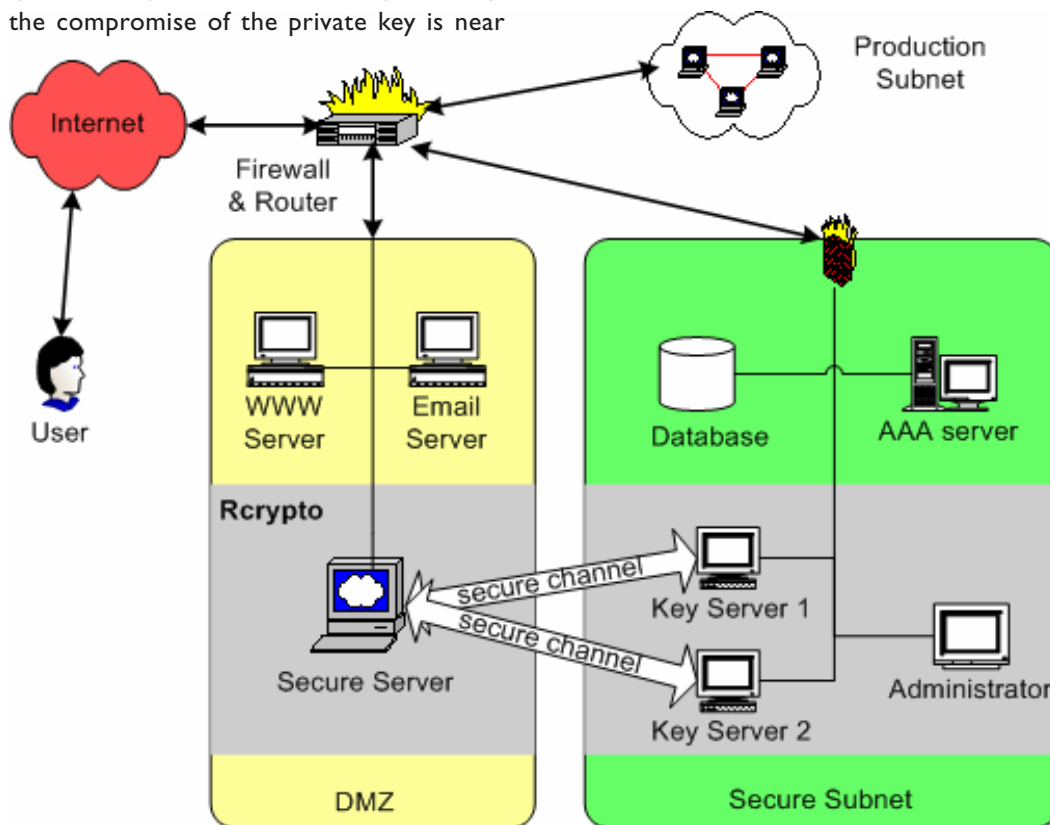 the compromise of the private key is near
Production
Subnet
Internet
Firewall
& Router
User
WWW
Server
Email
Server
Database
AAA server
Rcrypto
secure channel
secure channel
Key Server 1
Secure Server
Key Server 2
Administrator
DMZ
Secure Subnet